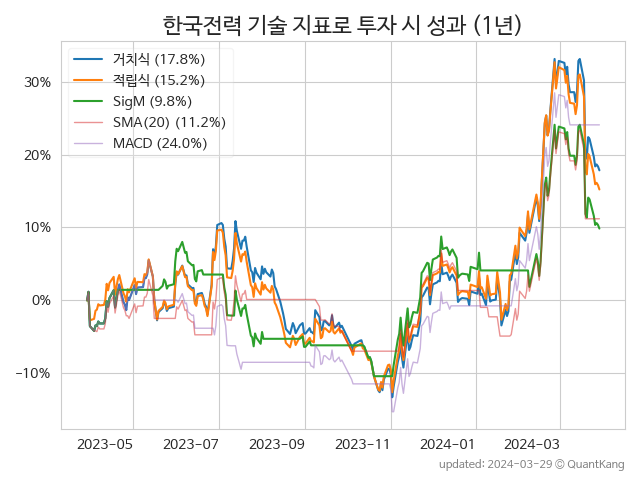 한국전력 기술 지표로 투자 시 성과 (1년)
거치식 (17.8%)
적립식 (15.2%)
SigM (9.8%)
SMA(20) (11.2%)
MACD (24.0%)
30%
20%
10%
0%
−10%
2023−05 2023−07 2023−09 2023−11 2024−01 2024−03
updated: 2024-03-29 © QuantKang